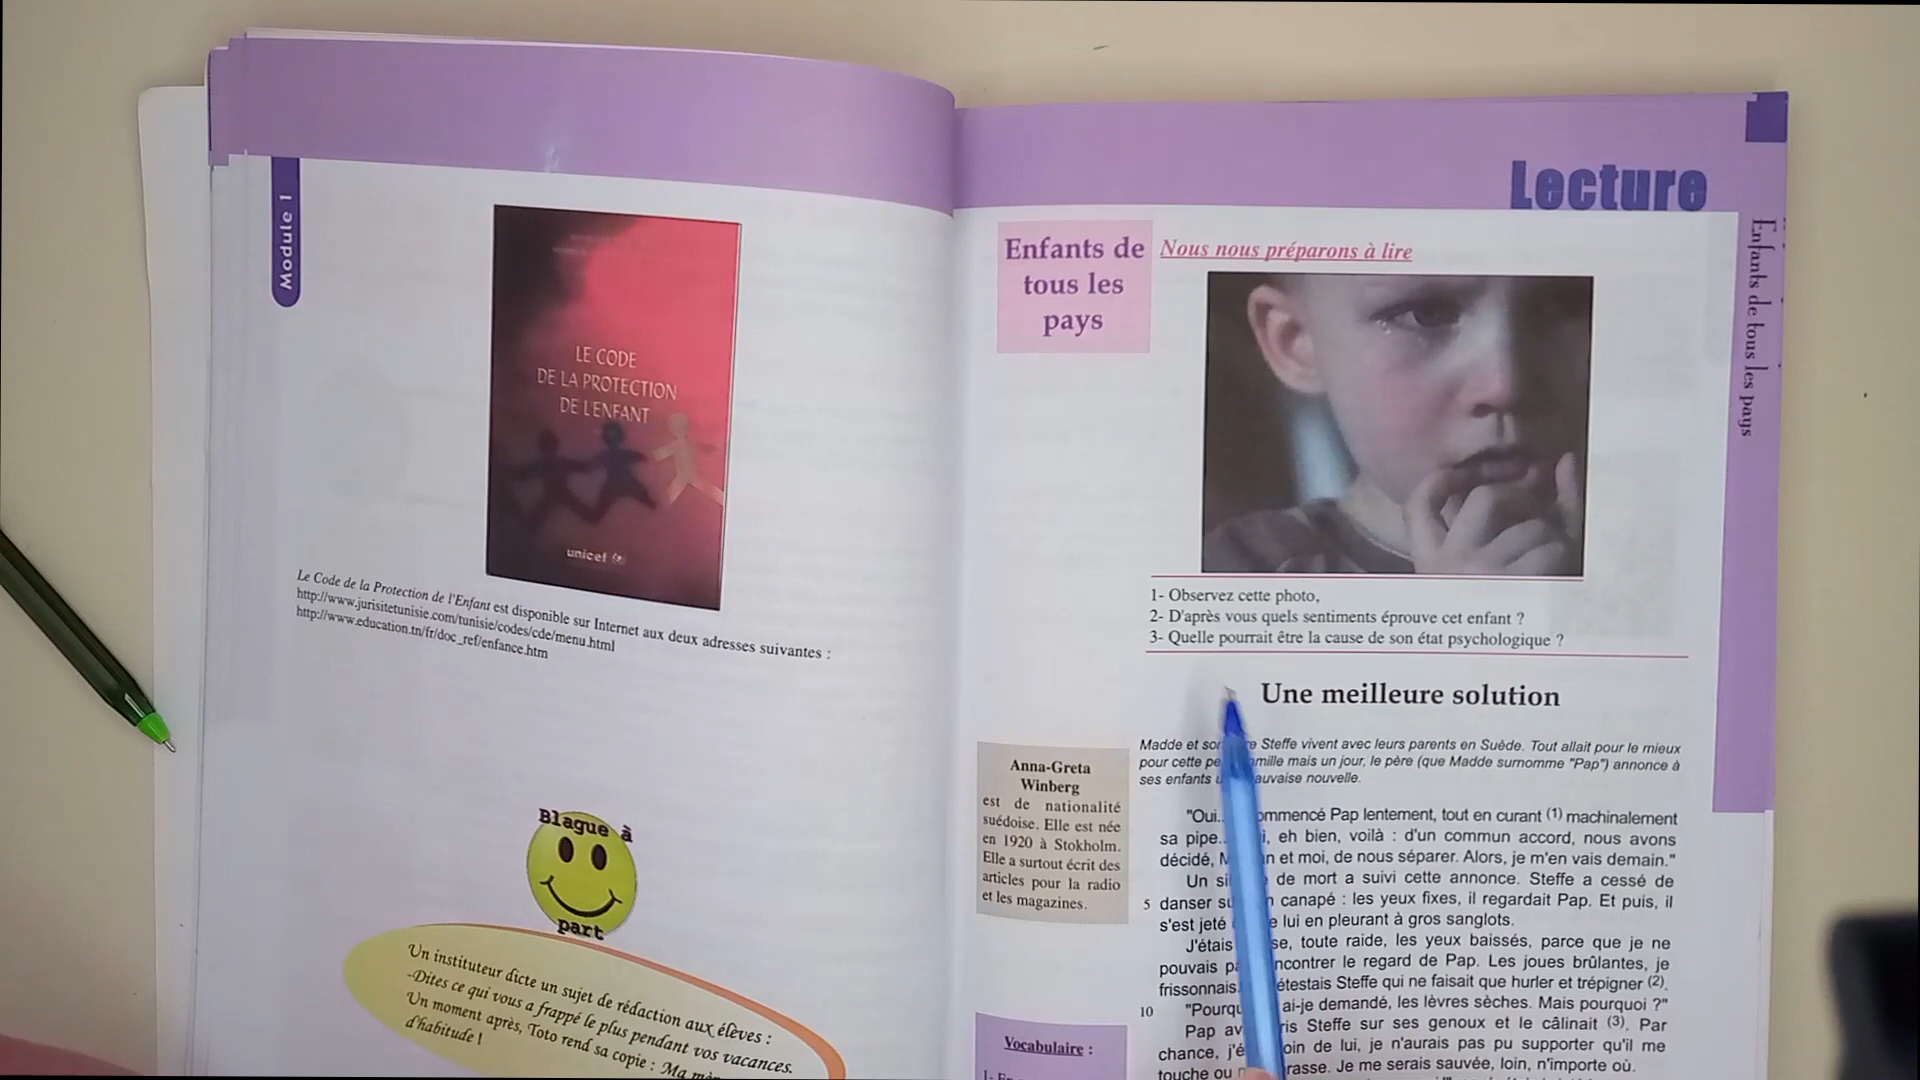 Module 1
LE CODE
DE LA PROTECTION
DE L'ENFANT
unicef
Le Code de la Protection de l'Enfant est disponible sur Internet aux deux adresses suivantes :
http://www.jurisitetunisie.com/tunisie/codes/cde/menu.html
http://www.education.tn/fr/doc_ref/enfance.htm
Blague à
part
Un instituteur dicte un sujet de rédaction aux élèves :
-Dites ce qui vous a frappé le plus pendant vos vacances.
Un moment après, Toto rend sa copie : Ma
d'habitude !
Lecture
Enfants de tous les pays
Enfants de
tous les
pays
Nous nous préparons à lire
1- Observez cette photo,
2- D'après vous quels sentiments éprouve cet enfant ?
3- Quelle pourrait être la cause de son état psychologique ?
Une meilleure solution
Madde et Steffe vivent avec leurs parents en Suède. Tout allait pour le mieux
pour cette mais un jour, le père (que Madde surnomme "Pap") annonce à
ses enfants nouvelle.
Anna-Greta
Winberg
est de nationalité
suédoise. Elle est née
en 1920 à Stokholm.
Elle a surtout écrit des
articles pour la radio
et les magazines.
"Oui.. Pap lentement, tout en curant (1) machinalement
sa pipe.. eh bien, voilà : d'un commun accord, nous avons
décidé, et moi, de nous séparer. Alors, je m'en vais demain."
Un de mort a suivi cette annonce. Steffe a cessé de
5 danser canapé : les yeux fixes, il regardait Pap. Et puis, il
s'est jeté lui en pleurant à gros sanglots.
J'étais toute raide, les yeux baissés, parce que je ne
pouvais le regard de Pap. Les joues brûlantes, je
frissonnais. Steffe qui ne faisait que hurler et trépigner (2).
10 ai-je demandé, les lèvres sèches. Mais pourquoi ?"
Pap Steffe sur ses genoux et le câlinait (3). Par
chance, de lui, je n'aurais pas pu supporter qu'il me
touche ou Je me serais sauvée, loin, n'importe où.
Vocabulaire :